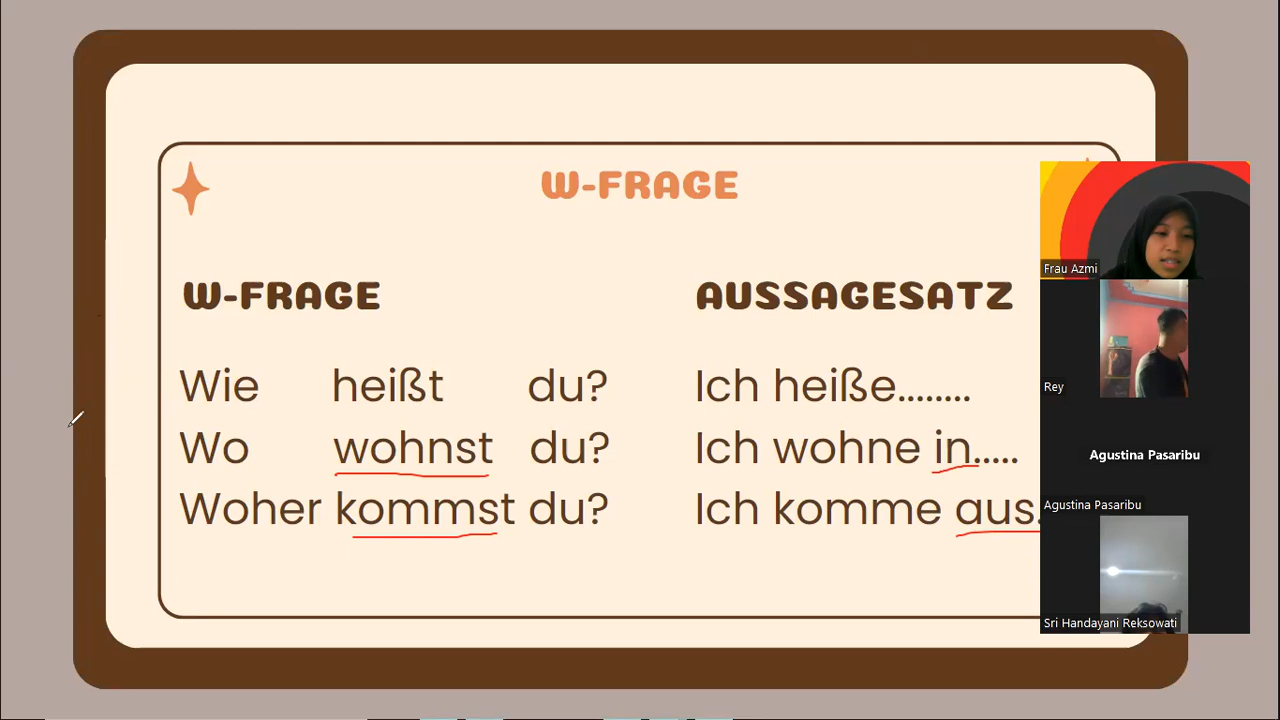 W-FRAGE
W-FRAGE
AUSSAGESATZ
Wie heißt du?
Ich heiße........
Wo wohnst du?
Ich wohne in.....
Woher kommst du?
Ich komme aus.
Frau Azmi
Rey
Agustina Pasaribu
Agustina Pasaribu
Sri Handayani Reksowati